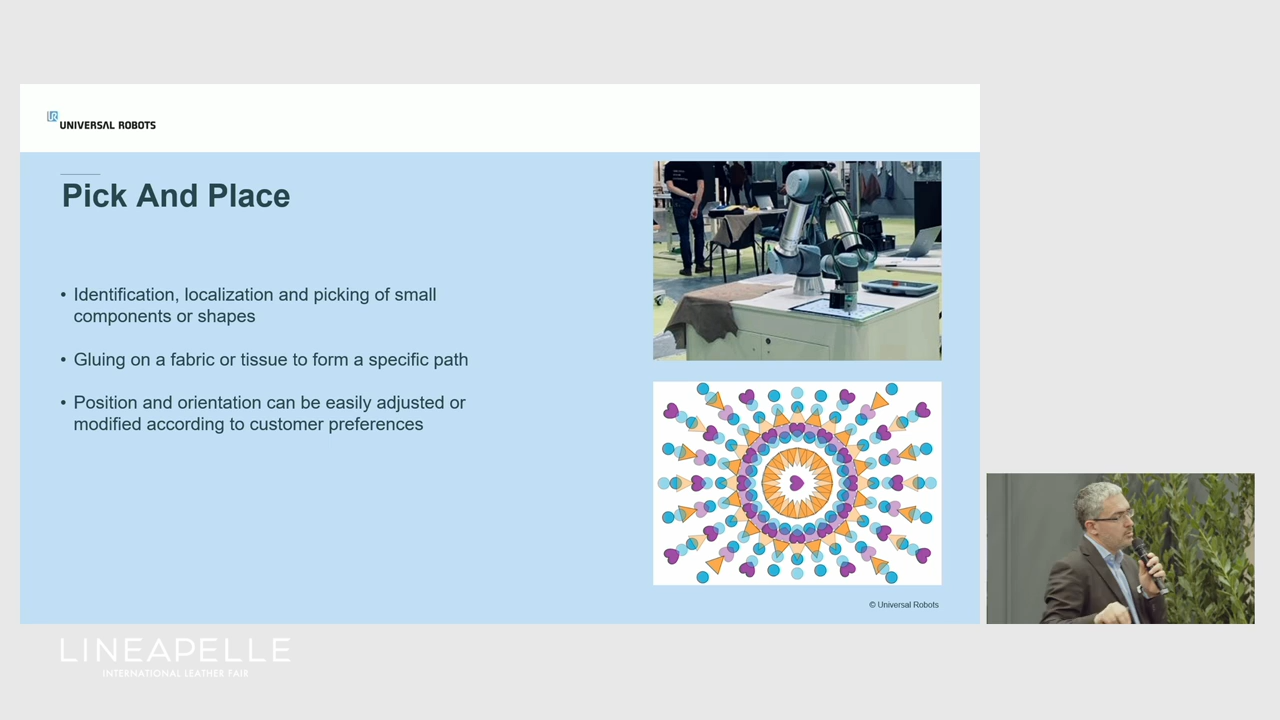 UR
UNIVERSAL ROBOTS
Pick And Place
• Identification, localization and picking of small
components or shapes
• Gluing on a fabric or tissue to form a specific path
• Position and orientation can be easily adjusted or
modified according to customer preferences
© Universal Robots
LINEAPELLE
INTERNATIONAL LEATHER FAIR